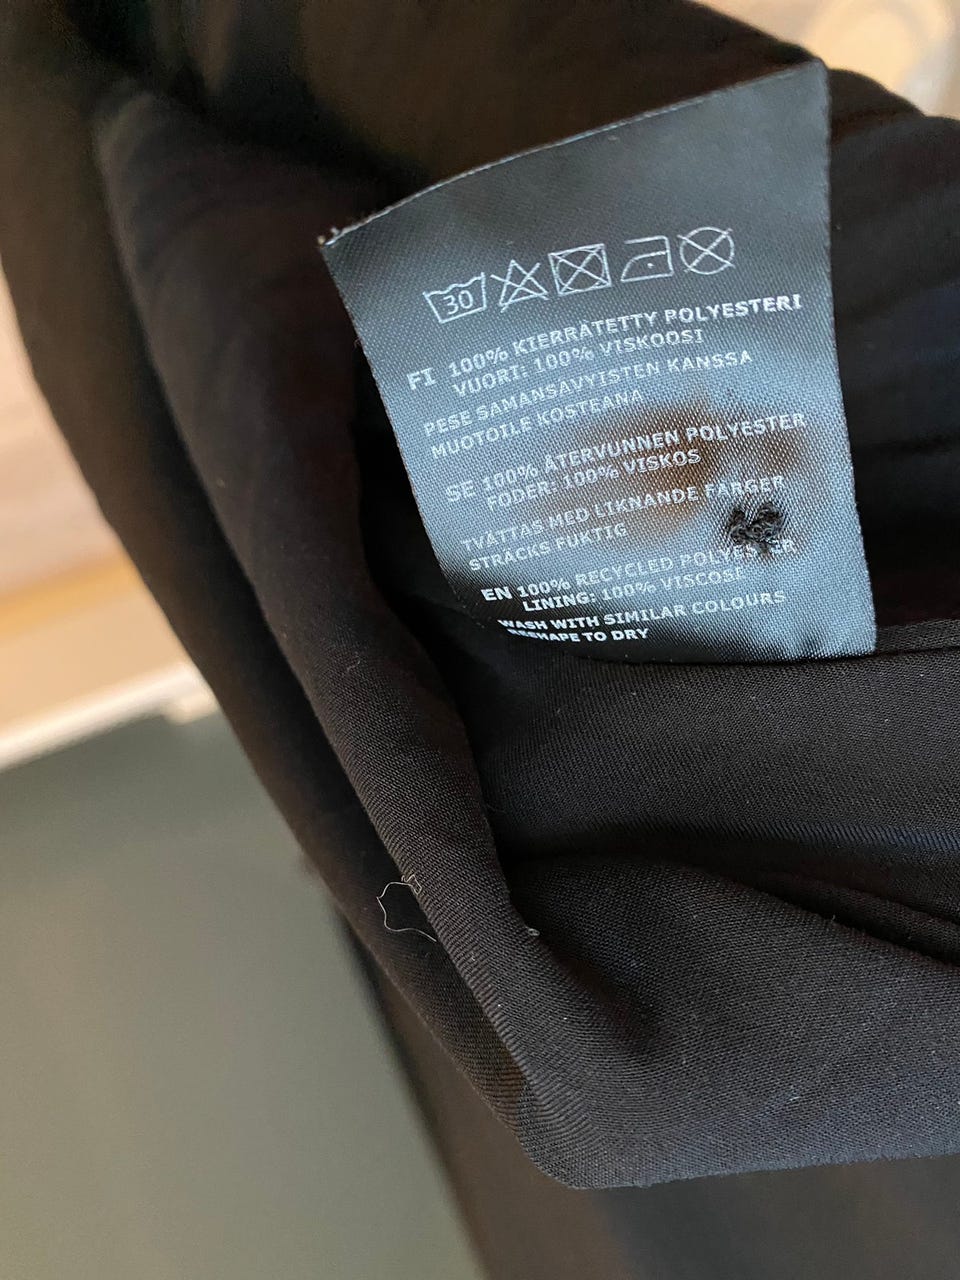 30
FI 100% KIERRÄTETTY POLYESTERI
VUORI: 100% VISKOOSI
PESE SAMANSÄVYISTEN KANSSA
MUOTOILE KOSTEANA
SE 100% ÅTERVUNNEN POLYESTER
FODER: 100% VISKOS
TVÄTTAS MED LIKNANDE FÄRGER
STRÄCKS FUKTIG
EN 100% RECYCLED POLYESTER
LINING: 100% VISCOSE
WASH WITH SIMILAR COLOURS
RESHAPE TO DRY